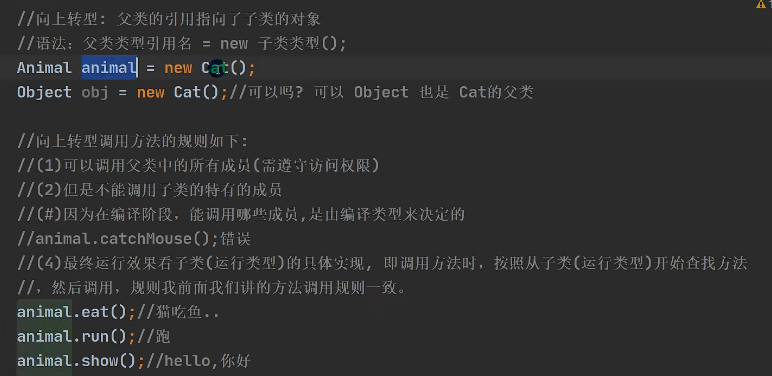 //向上转型: 父类的引用指向了子类的对象
//语法：父类类型引用名 = new 子类类型();
Animal animal = new Cat();
Object obj = new Cat();//可以吗? 可以 Object 也是 Cat的父类
//向上转型调用方法的规则如下:
//(1)可以调用父类中的所有成员(需遵守访问权限)
//(2)但是不能调用子类的特有的成员
//(#)因为在编译阶段，能调用哪些成员,是由编译类型来决定的
//animal.catchMouse();错误
//(4)最终运行效果看子类(运行类型)的具体实现, 即调用方法时，按照从子类(运行类型)开始查找方法
//，然后调用，规则我前面我们讲的方法调用规则一致。
animal.eat();//猫吃鱼..
animal.run();//跑
animal.show();//hello,你好